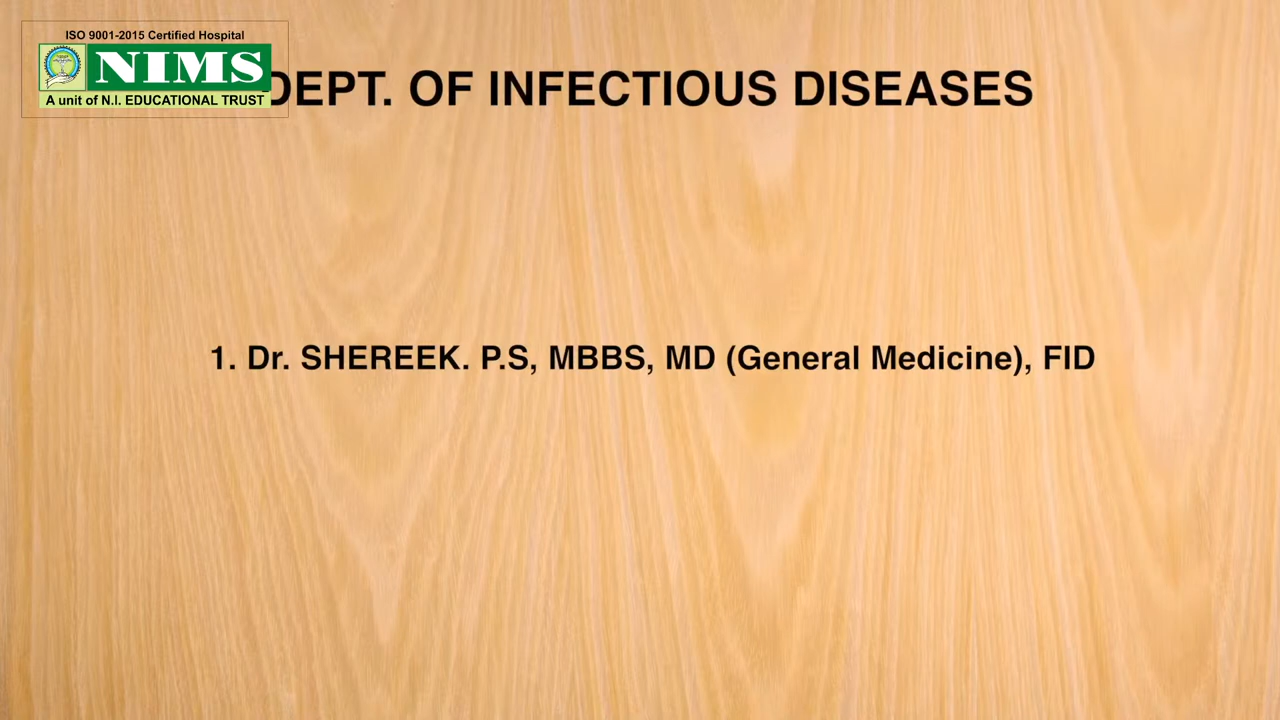 ISO 9001-2015 Certified Hospital
NIMS
A unit of N.I. EDUCATIONAL TRUST
DEPT. OF INFECTIOUS DISEASES
1. Dr. SHEREEK. P.S, MBBS, MD (General Medicine), FID